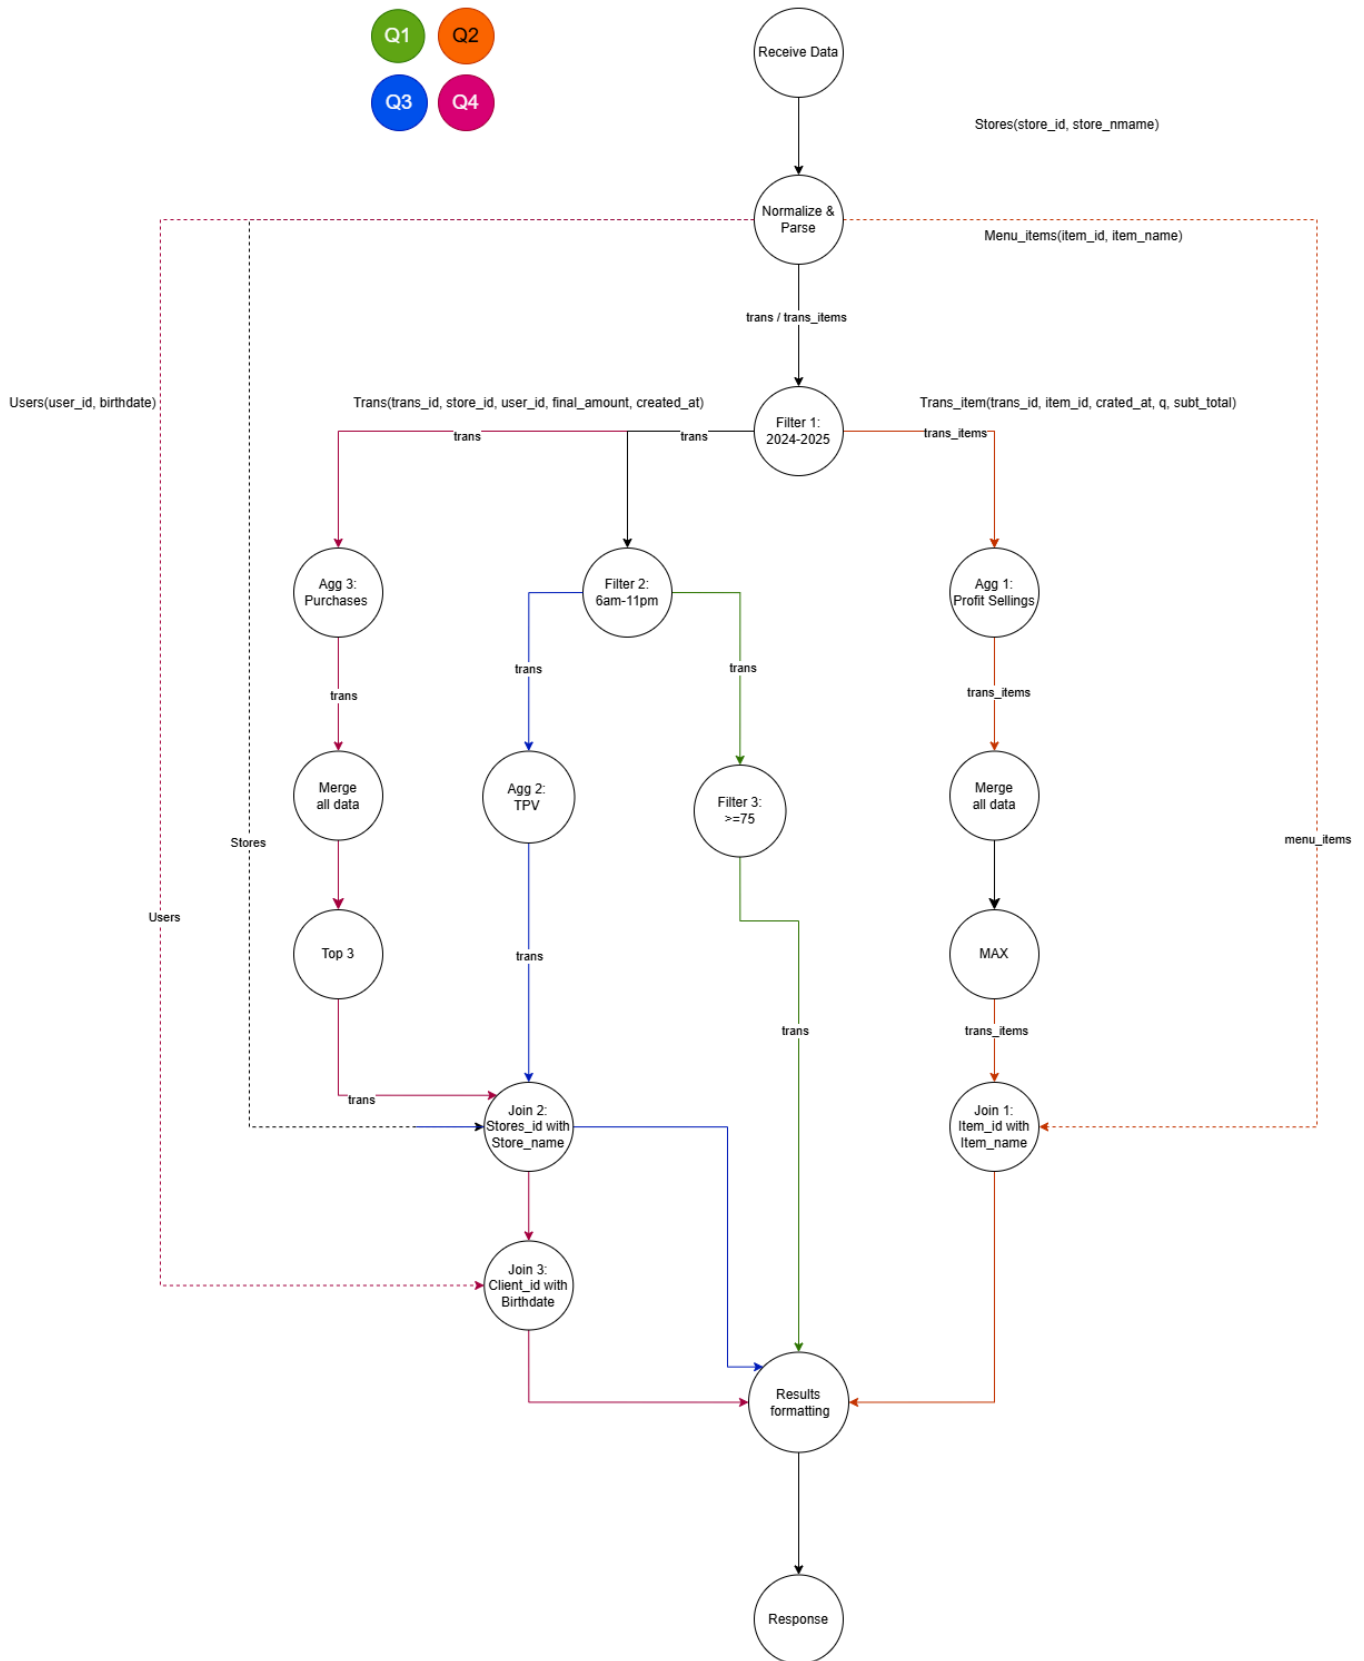 Q1
Q2
Q3
Q4
Receive Data
Stores(store_id, store_nmame)
Normalize &
Parse
Menu_items(item_id, item_name)
trans / trans_items
Users(user_id, birthdate)
Trans(trans_id, store_id, user_id, final_amount, created_at)
Trans_item(trans_id, item_id, crated_at, q, subt_total)
Filter 1:
2024-2025
trans
trans
trans_items
Agg 3:
Purchases
Filter 2:
6am-11pm
Agg 1:
Profit Sellings
trans
trans
trans
trans_items
Merge
all data
Agg 2:
TPV
Filter 3:
>=75
Merge
all data
Stores
menu_items
Users
Top 3
trans
MAX
trans
trans_items
trans
Join 2:
Stores_id with
Store_name
Join 1:
Item_id with
Item_name
Join 3:
Client_id with
Birthdate
Results
formatting
Response